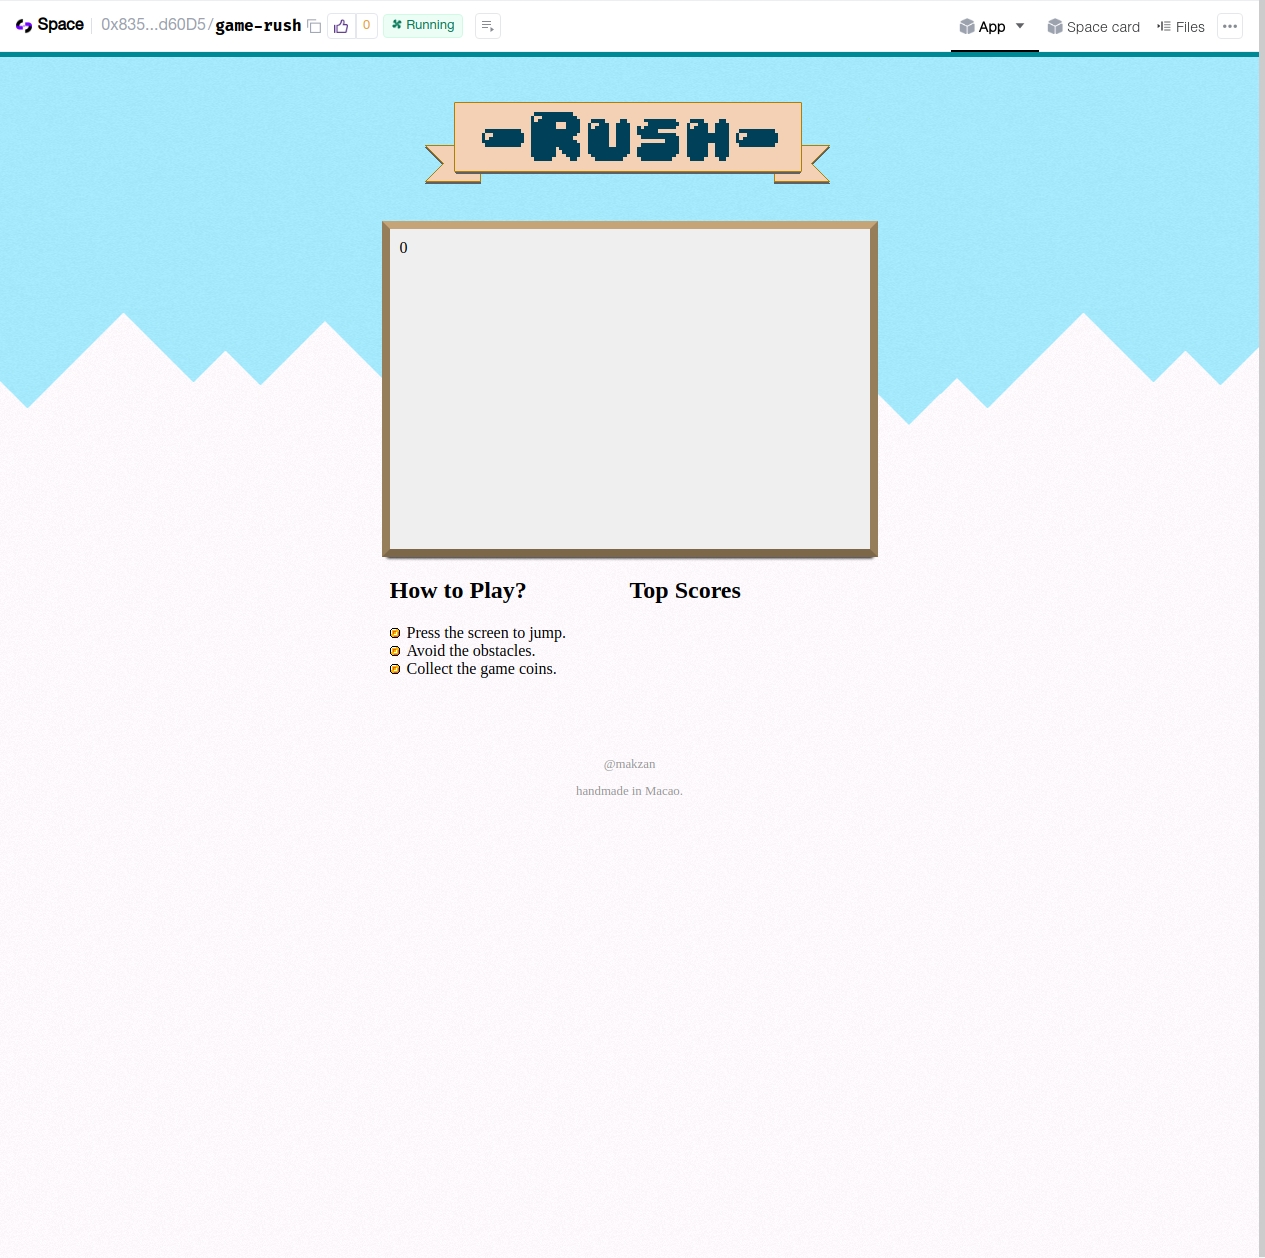 Space 0x835...d60D5/game-rush 0 Running App Space card Files
-RUSH-
0
How to Play? Top Scores
Press the screen to jump.
Avoid the obstacles.
Collect the game coins.
@makzan
handmade in Macao.